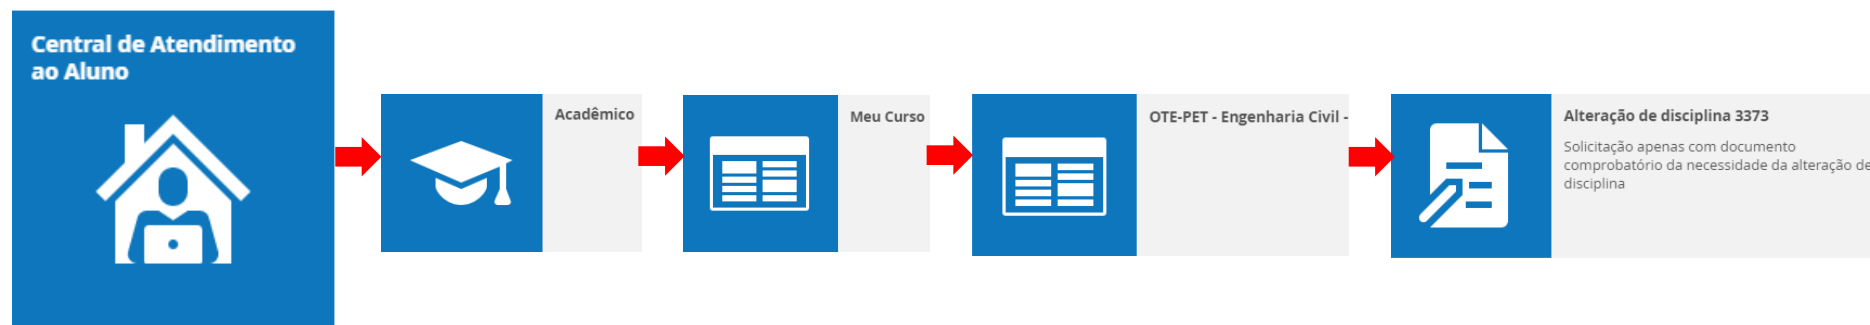 Central de Atendimento
ao Aluno
Acadêmico
Meu Curso
OTE-PET - Engenharia Civil -
Alteração de disciplina 3373
Solicitação apenas com documento
comprobatório da necessidade da alteração de
disciplina